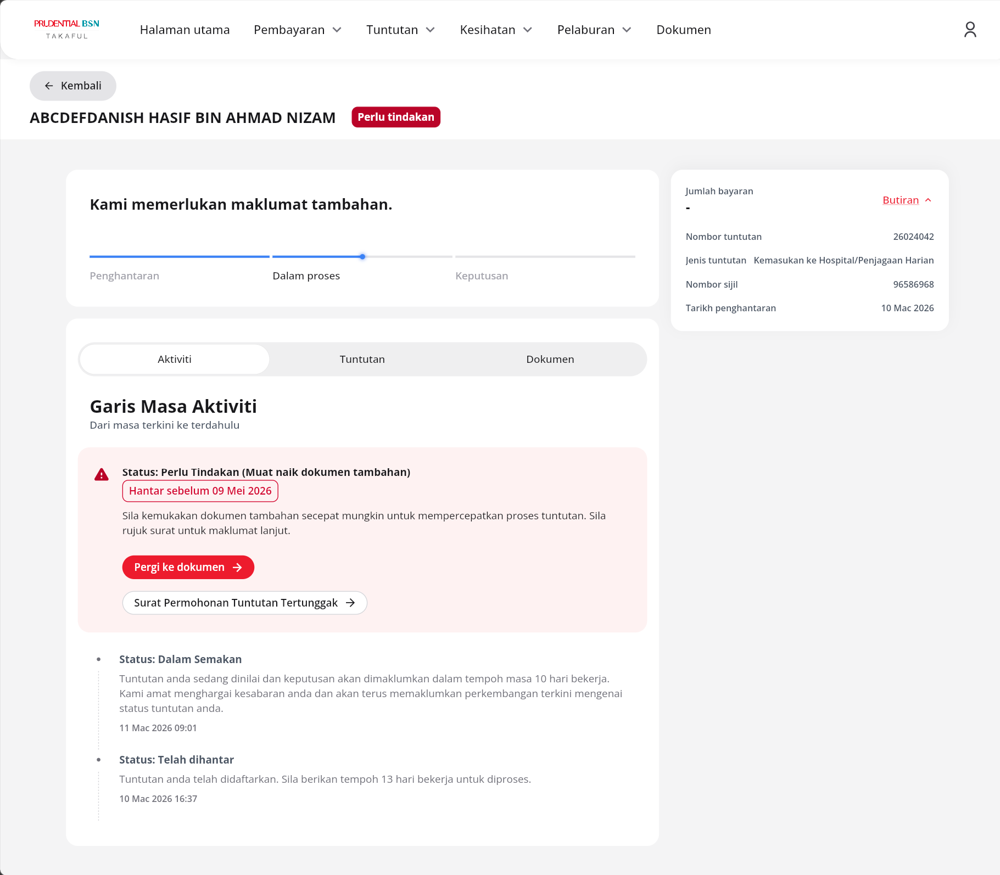 PRUDENTIAL BSN
TAKAFUL
Halaman utama
Pembayaran
Tuntutan
Kesihatan
Pelaburan
Dokumen
Kembali
ABCDEFDANISH HASIF BIN AHMAD NIZAM
Perlu tindakan
Kami memerlukan maklumat tambahan.
Penghantaran
Dalam proses
Keputusan
Jumlah bayaran
-
Butiran
Nombor tuntutan 26024042
Jenis tuntutan Kemasukan ke Hospital/Penjagaan Harian
Nombor sijil 96586968
Tarikh penghantaran 10 Mac 2026
Aktiviti
Tuntutan
Dokumen
Garis Masa Aktiviti
Dari masa terkini ke terdahulu
Status: Perlu Tindakan (Muat naik dokumen tambahan)
Hantar sebelum 09 Mei 2026
Sila kemukakan dokumen tambahan secepat mungkin untuk mempercepatkan proses tuntutan. Sila
rujuk surat untuk maklumat lanjut.
Pergi ke dokumen
Surat Permohonan Tuntutan Tertunggak
Status: Dalam Semakan
Tuntutan anda sedang dinilai dan keputusan akan dimaklumkan dalam tempoh masa 10 hari bekerja.
Kami amat menghargai kesabaran anda dan akan terus memaklumkan perkembangan terkini mengenai
status tuntutan anda.
11 Mac 2026 09:01
Status: Telah dihantar
Tuntutan anda telah didaftarkan. Sila berikan tempoh 13 hari bekerja untuk diproses.
10 Mac 2026 16:37